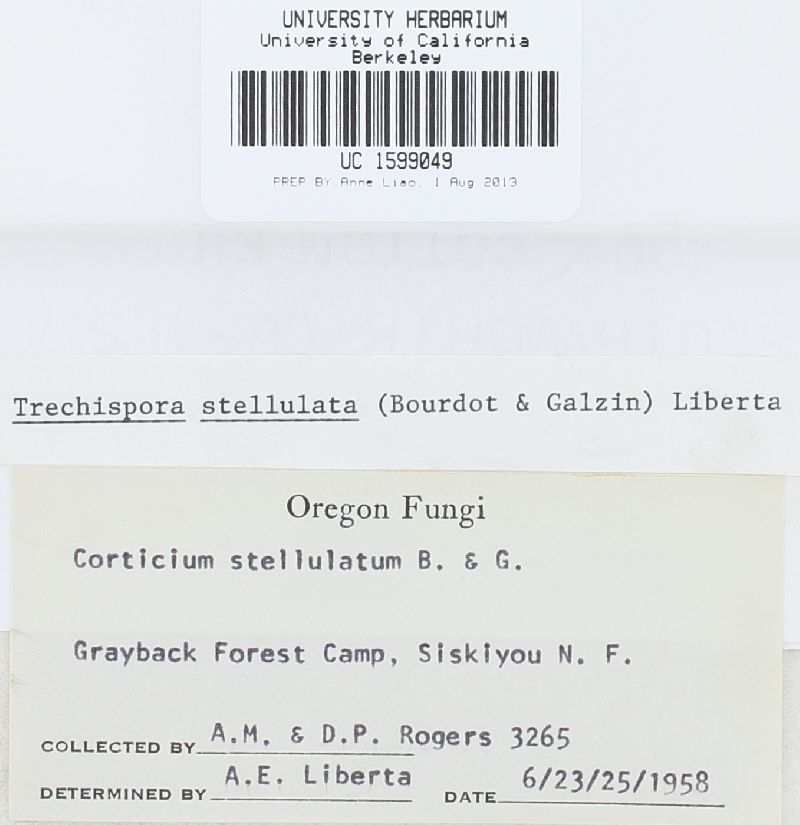 UNIVERSITY HERBARIUM
University of California
Berkeley
UC 1599049
PREP BY Anne Liao, 1 Aug 2013
Trechispora stellulata (Bourdot & Galzin) Liberta
Oregon Fungi
Corticium stellulatum B. & G.
Grayback Forest Camp, Siskiyou N. F.
COLLECTED BY A.M. & D.P. Rogers 3265
DETERMINED BY A.E. Liberta DATE 6/23/25/1958